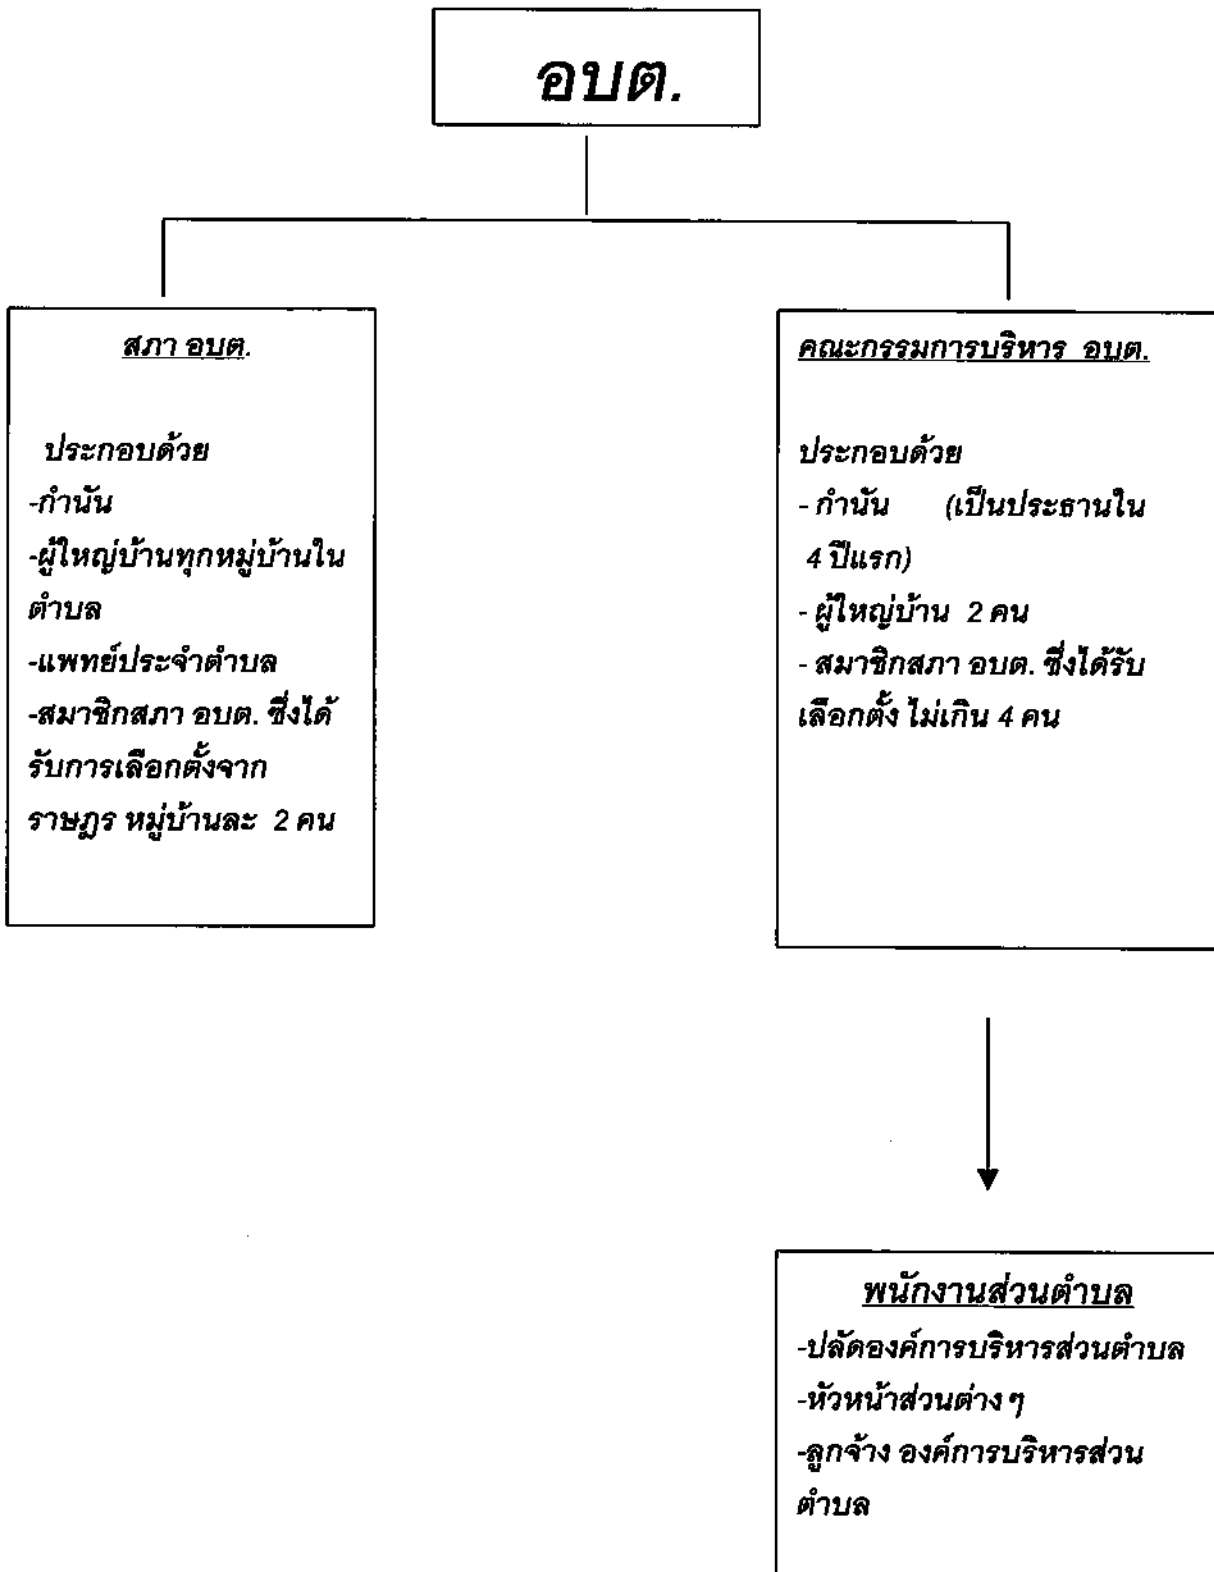 อบต.
สภา อบต.
ประกอบด้วย
-กำนัน
-ผู้ใหญ่บ้านทุกหมู่บ้านใน
ตำบล
-แพทย์ประจำตำบล
-สมาชิกสภา อบต. ซึ่งได้
รับการเลือกตั้งจาก
ราษฎร หมู่บ้านละ 2 คน
คณะกรรมการบริหาร อบต.
ประกอบด้วย
- กำนัน (เป็นประธานใน
4 ปีแรก)
- ผู้ใหญ่บ้าน 2 คน
- สมาชิกสภา อบต. ซึ่งได้รับ
เลือกตั้ง ไม่เกิน 4 คน
พนักงานส่วนตำบล
-ปลัดองค์การบริหารส่วนตำบล
-หัวหน้าส่วนต่าง ๆ
-ลูกจ้าง องค์การบริหารส่วน
ตำบล